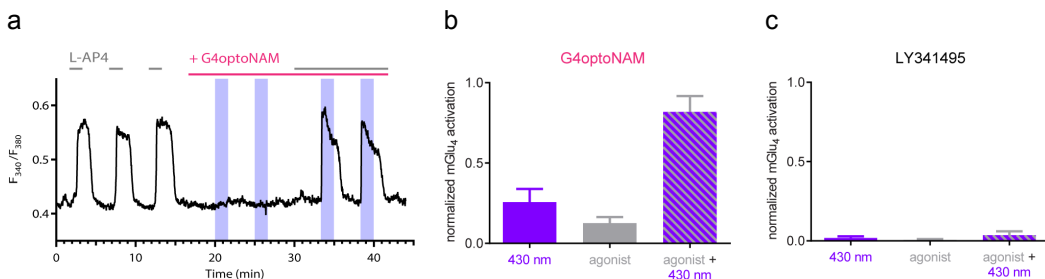 a
L-AP4
+ G4optoNAM
F340/F380
0.6
0.5
0.4
0
10
20
30
40
Time (min)
b
G4optoNAM
normalized mGlu4 activation
1.0
0.5
0.0
430 nm
agonist
agonist +
430 nm
c
LY341495
normalized mGlu4 activation
1.0
0.5
0.0
430 nm
agonist
agonist +
430 nm